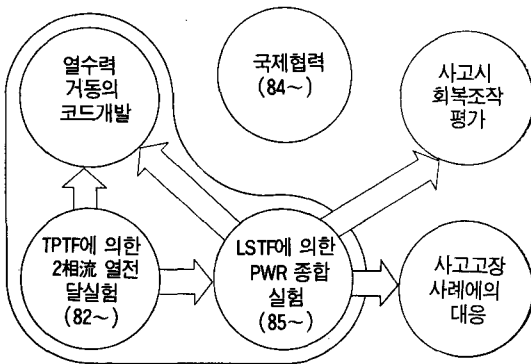 열수력
거동의
코드개발
국제협력
(84~)
사고시
회복조작
평가
TPTF에 의한
2相流 열전
달실험
(82~)
LSTF에 의한
PWR 종합
실험
(85~)
사고고장
사례에의
대응